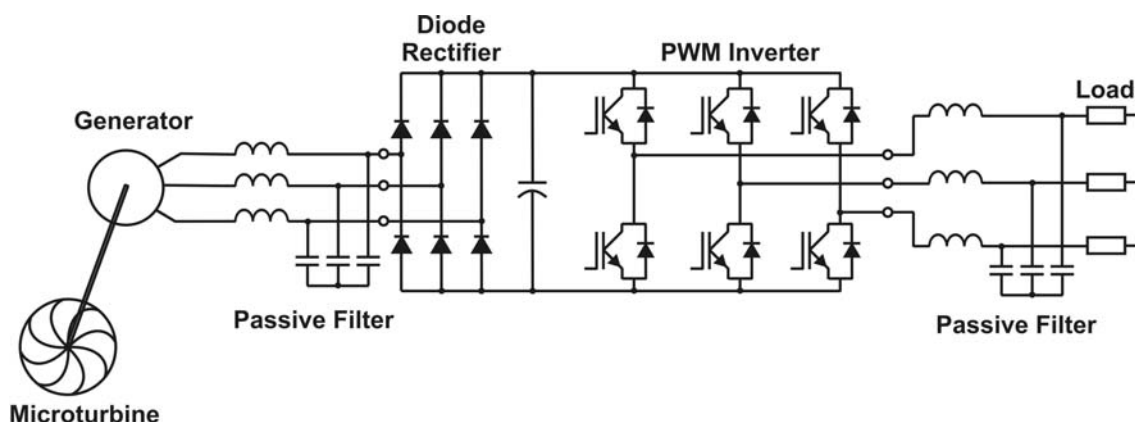 Diode
Rectifier
PWM Inverter
Generator
Load
Passive Filter
Passive Filter
Microturbine